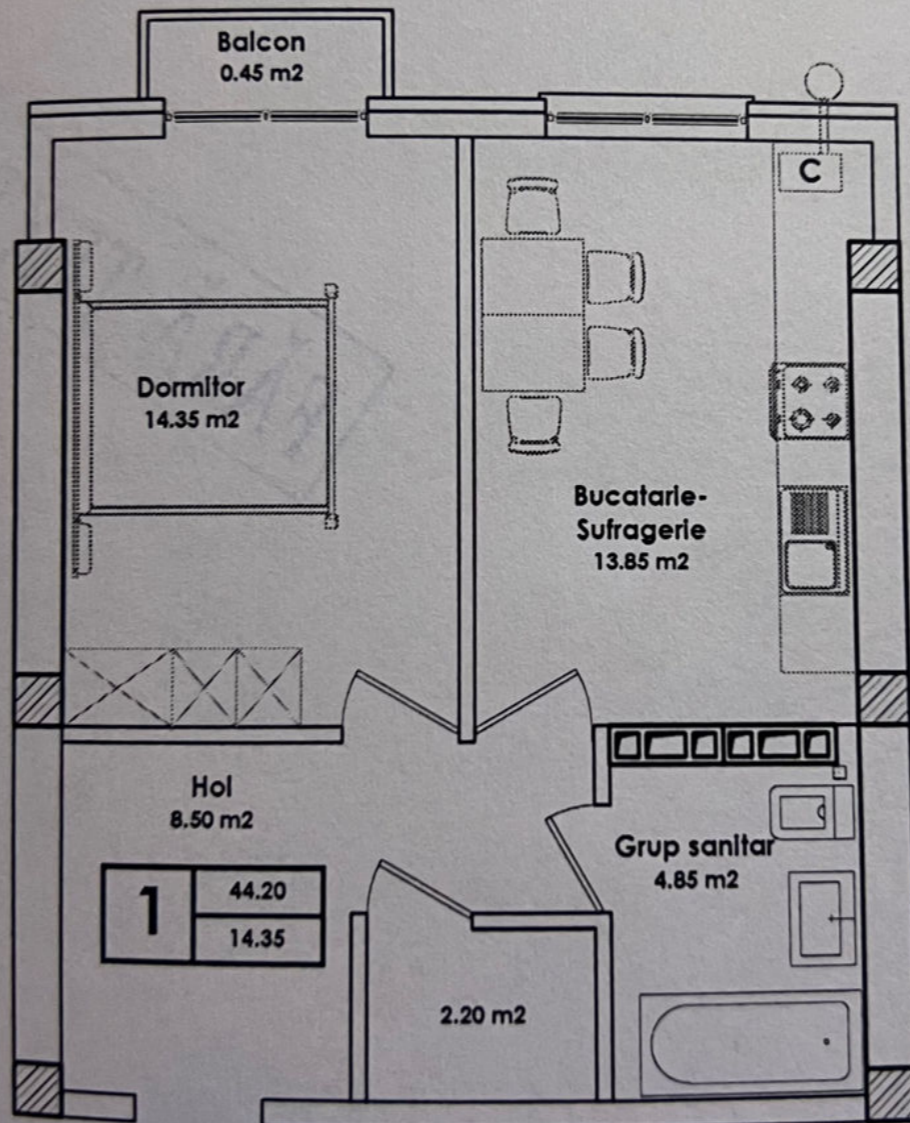 Balcon
0.45 m2
C
Dormitor
14.35 m2
Bucatarie-
Sufragerie
13.85 m2
Hol
8.50 m2
1
44.20
14.35
Grup sanitar
4.85 m2
2.20 m2